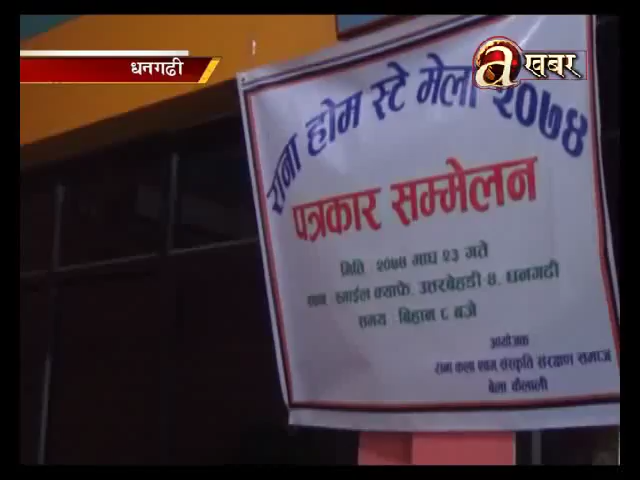 धनगढी
a खबर
राना होम स्टे मेला २०७४
पत्रकार सम्मेलन
मिति : २०७४ माघ २३ गते
स्माईल क्याफे, उत्तरबेहडी-४, धनगढी
समय : बिहान ८ बजे
आयोजक
राना कला एवम् संस्कृति संरक्षण समाज
बेला कैलाली